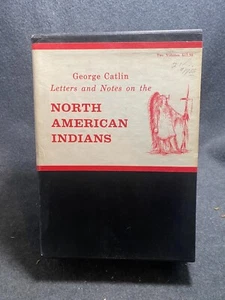 George Catlin
Letters and Notes on the
NORTH
AMERICAN
INDIANS